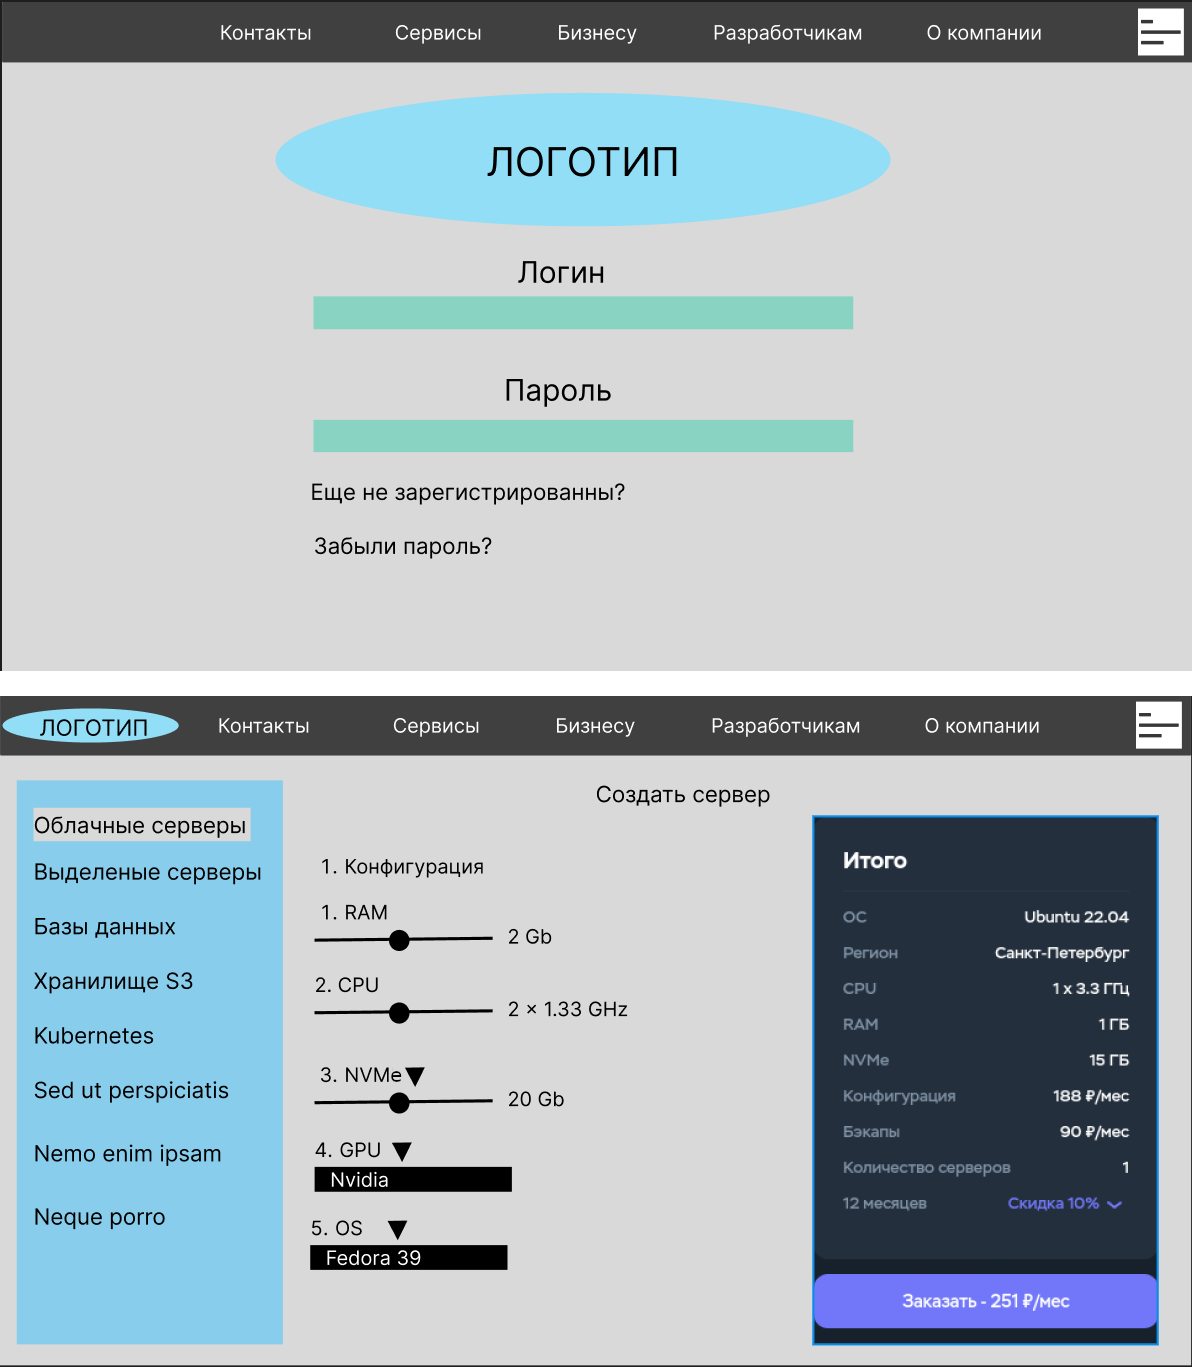 Контакты Сервисы Бизнесу Разработчикам О компании
ЛОГОТИП
Логин
Пароль
Еще не зарегистрированны?
Забыли пароль?
ЛОГОТИП Контакты Сервисы Бизнесу Разработчикам О компании
Облачные серверы
Выделеные серверы
Базы данных
Хранилище S3
Kubernetes
Sed ut perspiciatis
Nemo enim ipsam
Neque porro
Создать сервер
1. Конфигурация
1. RAM
2 Gb
2. CPU
2 × 1.33 GHz
3. NVMe
20 Gb
4. GPU
Nvidia
5. OS
Fedora 39
Итого
ОС Ubuntu 22.04
Регион Санкт-Петербург
CPU 1 x 3.3 ГГц
RAM 1 ГБ
NVMe 15 ГБ
Конфигурация 188 ₽/мес
Бэкапы 90 ₽/мес
Количество серверов 1
12 месяцев Скидка 10%
Заказать - 251 ₽/мес